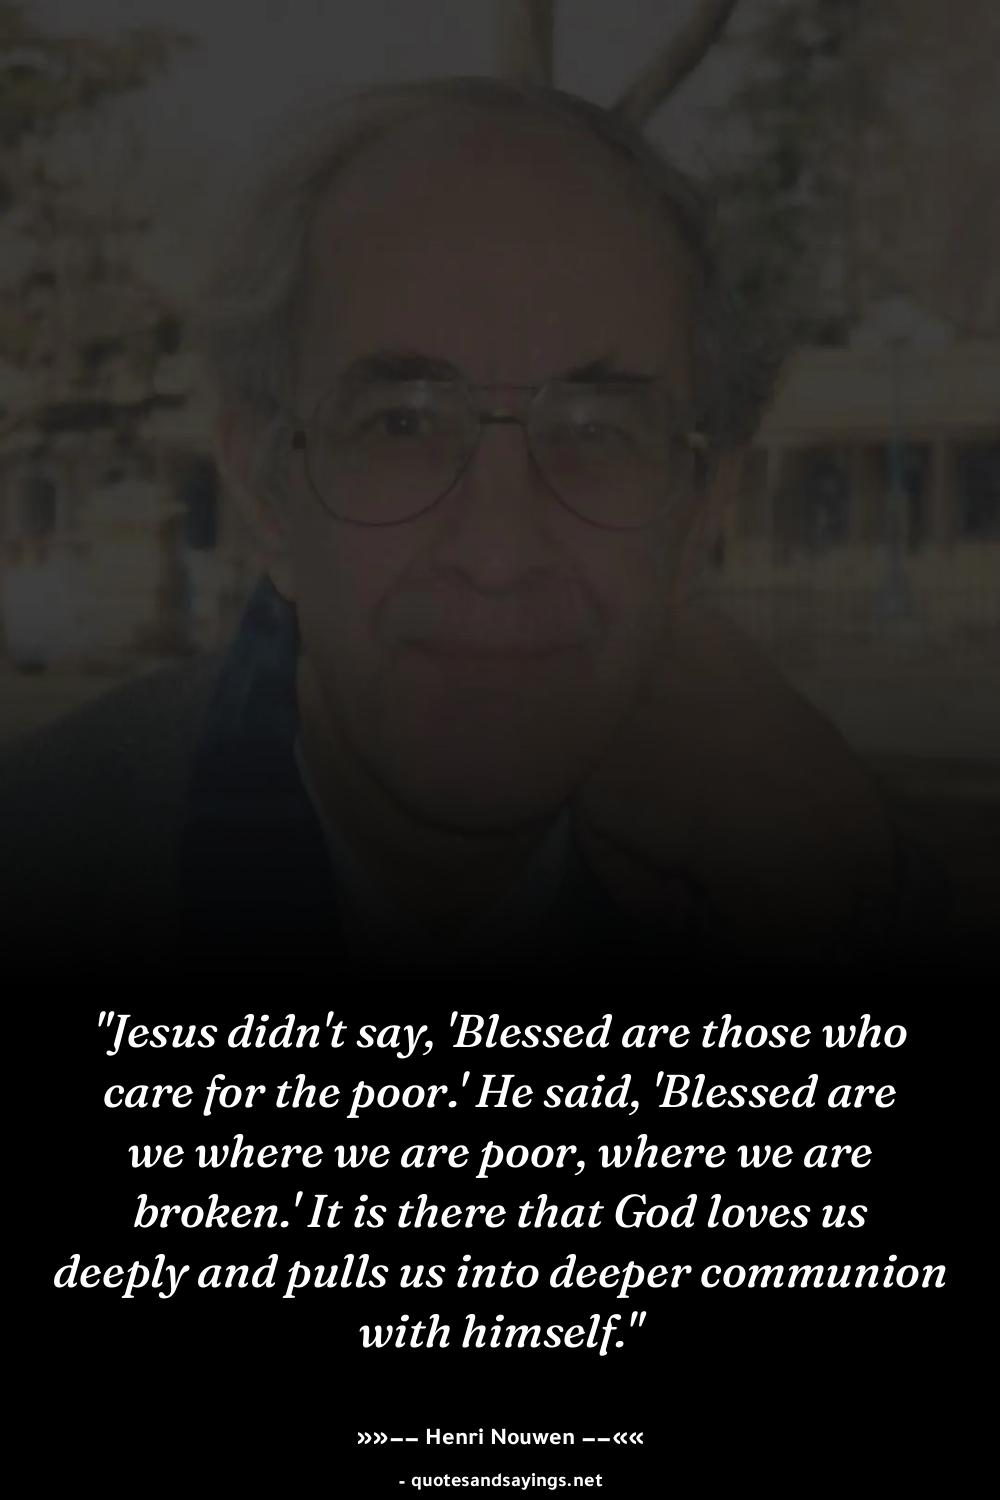 "Jesus didn't say, 'Blessed are those who
care for the poor.' He said, 'Blessed are
we where we are poor, where we are
broken.' It is there that God loves us
deeply and pulls us into deeper communion
with himself."
»»–– Henri Nouwen ––««
- quotesandsayings.net